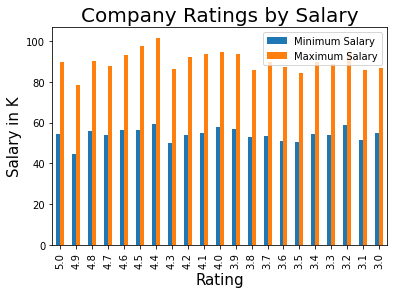 Company Ratings by Salary
Minimum Salary
Maximum Salary
Salary in K
100
80
60
40
20
0
5.0 4.9 4.8 4.7 4.6 4.5 4.4 4.3 4.2 4.1 4.0 3.9 3.8 3.7 3.6 3.5 3.4 3.3 3.2 3.1 3.0
Rating